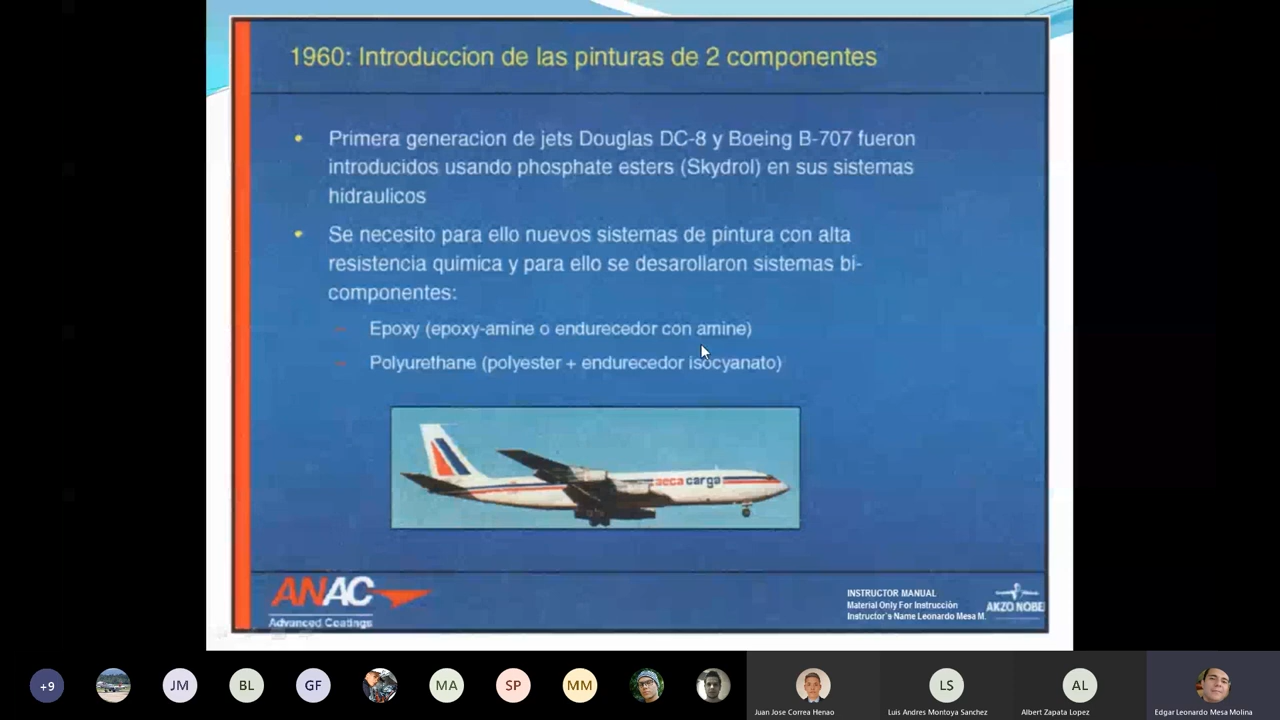 1960: Introduccion de las pinturas de 2 componentes
• Primera generacion de jets Douglas DC-8 y Boeing B-707 fueron
introducidos usando phosphate esters (Skydrol) en sus sistemas
hidraulicos
• Se necesito para ello nuevos sistemas de pintura con alta
resistencia quimica y para ello se desarollaron sistemas bi-
componentes:
– Epoxy (epoxy-amine o endurecedor con amine)
– Polyurethane (polyester + endurecedor isocyanato)
aeca carga
ANAC
Advanced Coatings
INSTRUCTOR MANUAL
Material Only For Instrucción
Instructor´s Name Leonardo Mesa M.
AKZO NOBE
+9
JM
BL
GF
MA
SP
MM
LS
AL
Juan Jose Correa Henao
Luis Andres Montoya Sanchez
Albert Zapata Lopez
Edgar Leonardo Mesa Molina